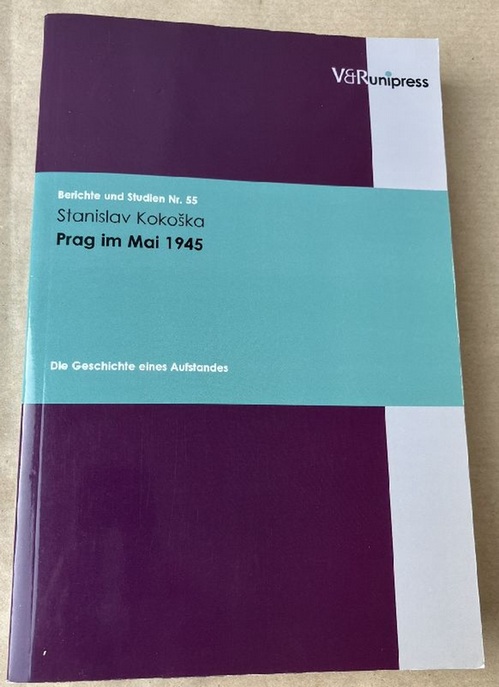 V&Runipress
Berichte und Studien Nr. 55
Stanislav Kokoška
Prag im Mai 1945
Die Geschichte eines Aufstandes